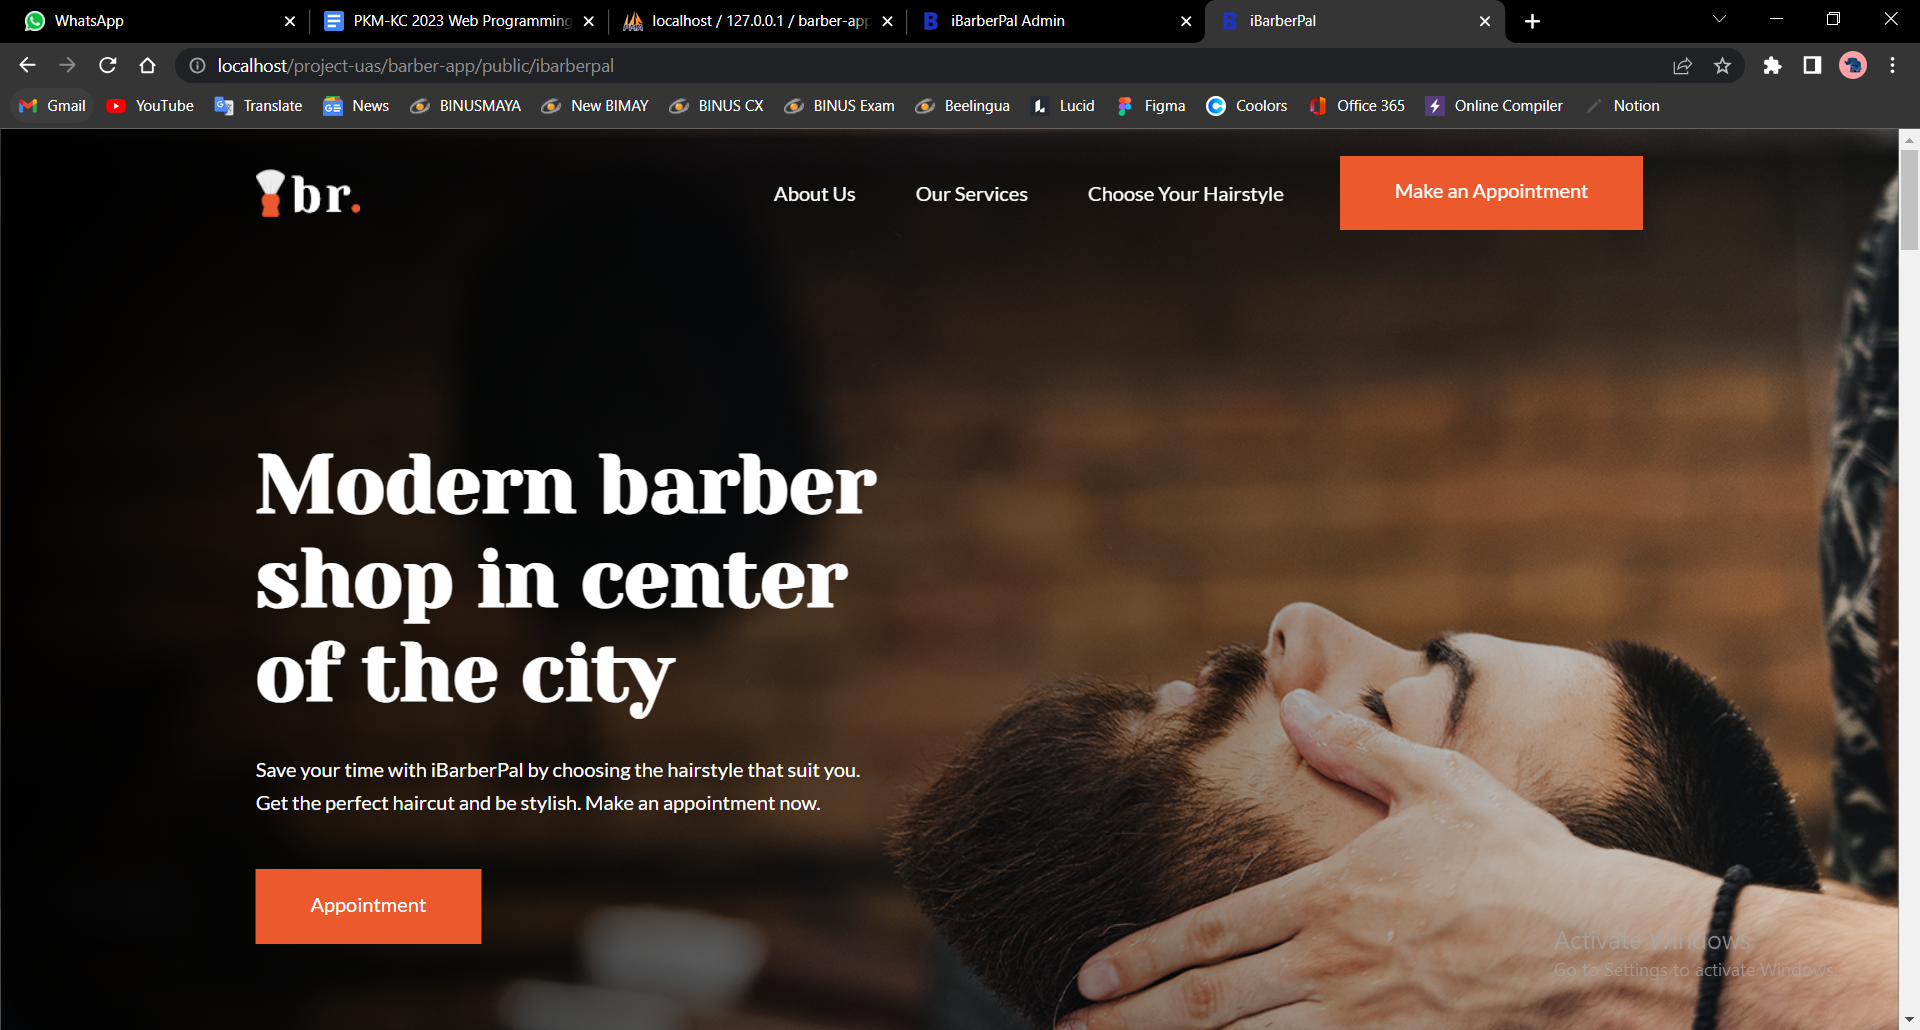 WhatsApp
PKM-KC 2023 Web Programming
localhost / 127.0.0.1 / barber-app
iBarberPal Admin
iBarberPal
localhost/project-uas/barber-app/public/ibarberpal
Gmail YouTube Translate News BINUSMAYA New BIMAY BINUS CX BINUS Exam Beelingua Lucid Figma Coolors Office 365 Online Compiler Notion
br.
About Us Our Services Choose Your Hairstyle Make an Appointment
Modern barber
shop in center
of the city
Save your time with iBarberPal by choosing the hairstyle that suit you.
Get the perfect haircut and be stylish. Make an appointment now.
Appointment
Activate Windows
Go to Settings to activate Windows.